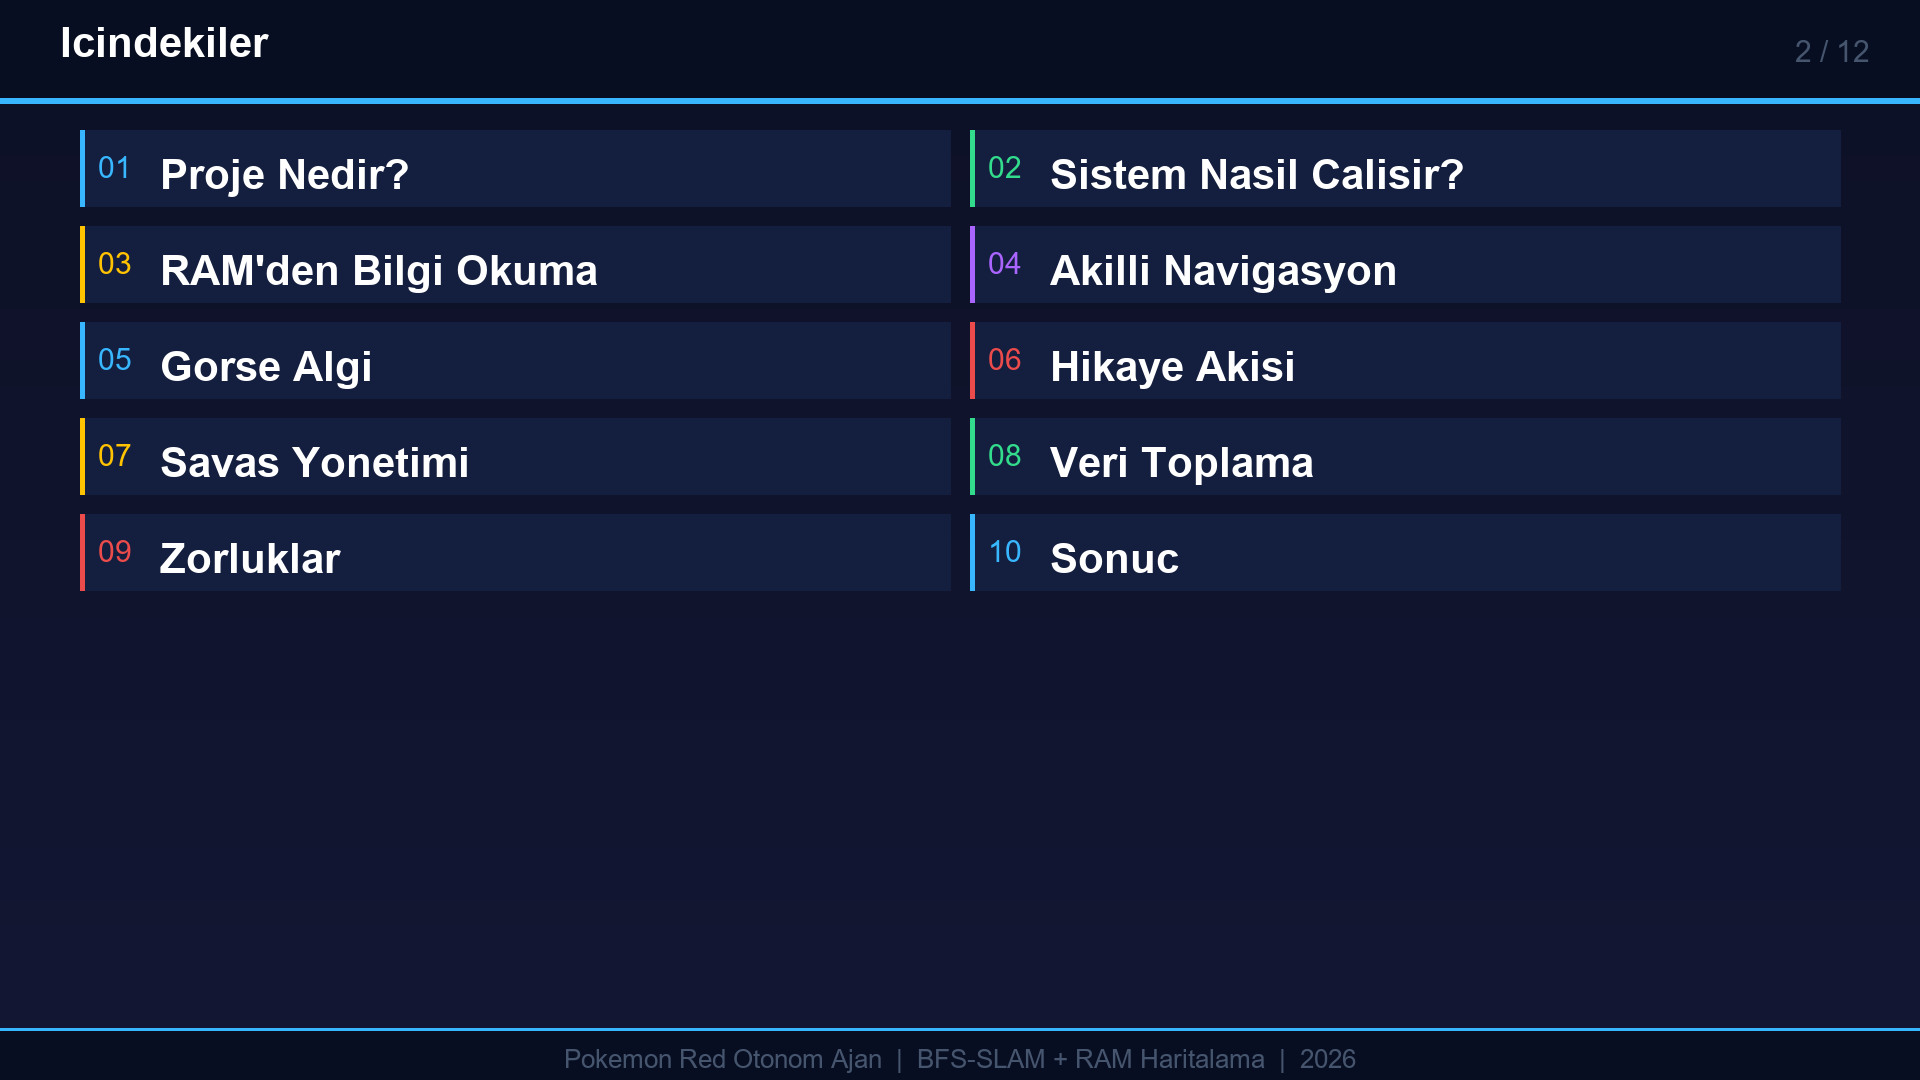 Icindekiler
2 / 12
01 Proje Nedir?
02 Sistem Nasil Calisir?
03 RAM'den Bilgi Okuma
04 Akilli Navigasyon
05 Gorse Algi
06 Hikaye Akisi
07 Savas Yonetimi
08 Veri Toplama
09 Zorluklar
10 Sonuc
Pokemon Red Otonom Ajan | BFS-SLAM + RAM Haritalama | 2026